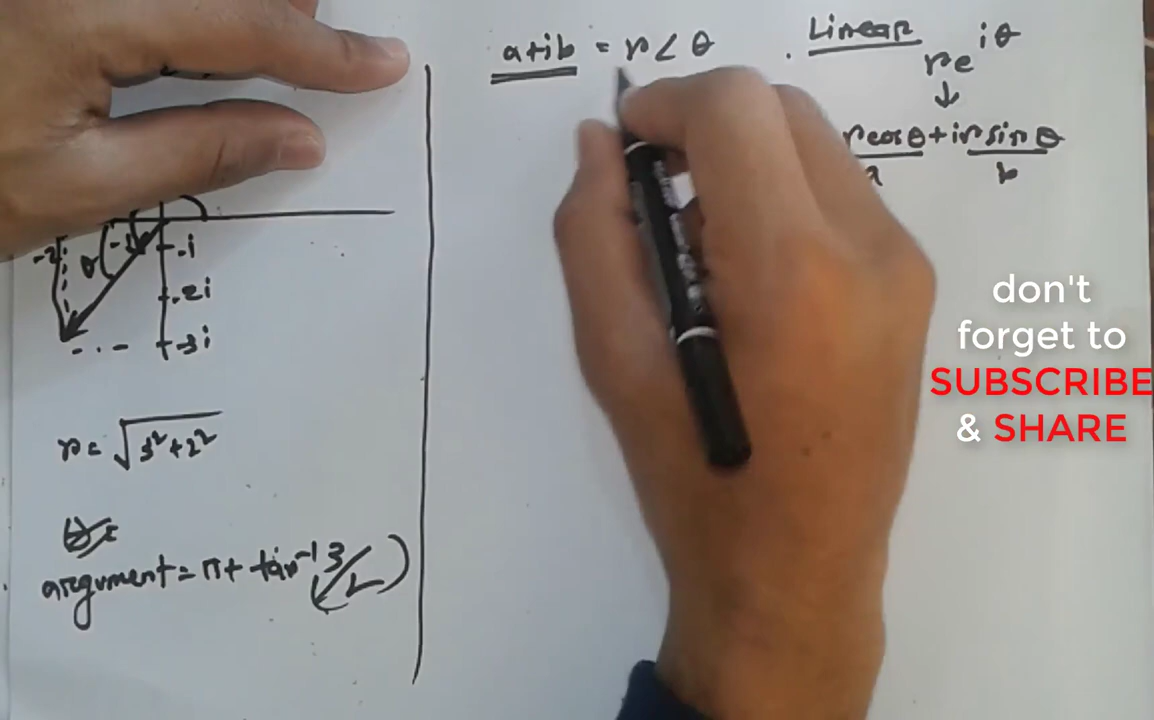 -2
-1
-i
θ
-2i
-3i
r = √3²+2²
θ =
argument = π + tan⁻¹ 3/2)
a+ib = r∠θ
. Linear
re^iθ
↓
rcosθ + irsinθ
a
b
don't
forget to
SUBSCRIBE
& SHARE